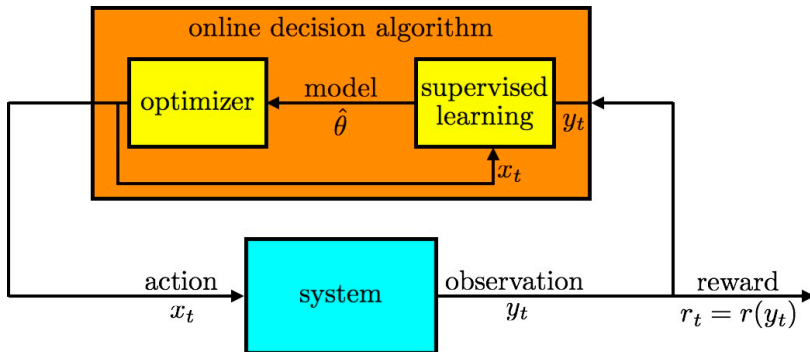 online decision algorithm
optimizer
model
θ̂
supervised
learning
y_t
x_t
action
x_t
system
observation
y_t
reward
r_t = r(y_t)